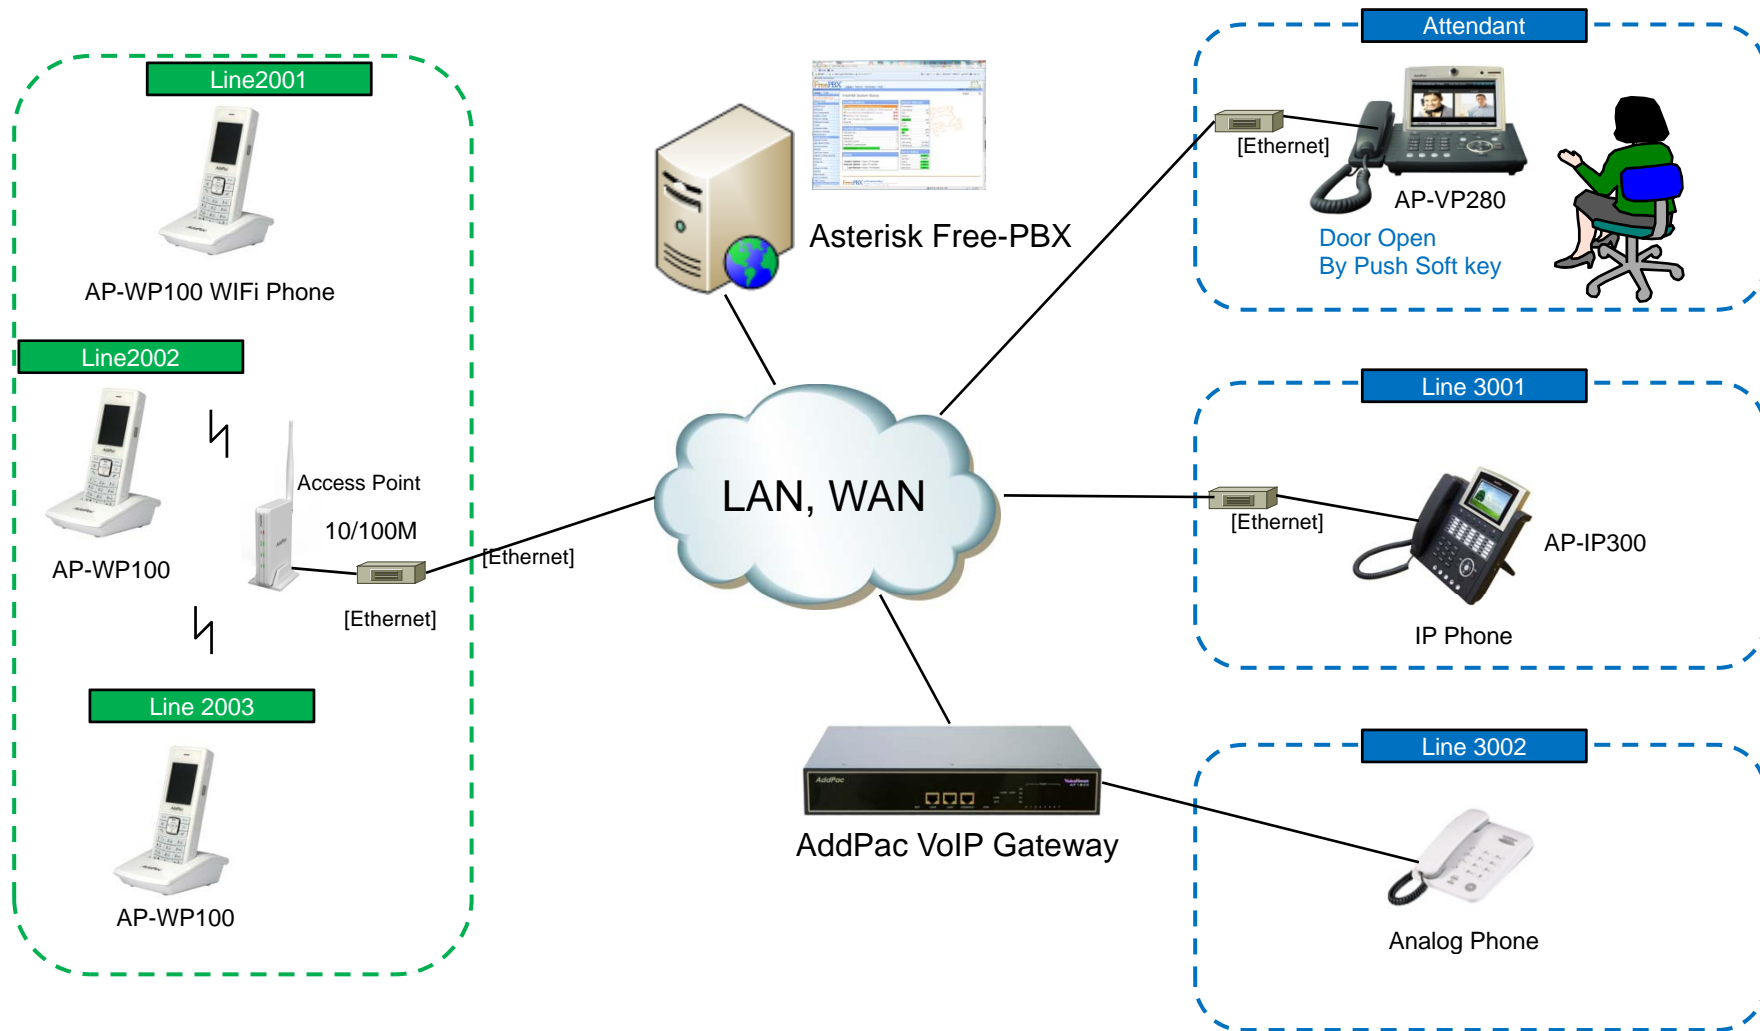 Line2001
AP-WP100 WIFi Phone
Line2002
AP-WP100
Access Point
10/100M
[Ethernet]
[Ethernet]
Line 2003
AP-WP100
FreePBX
Asterisk Free-PBX
LAN, WAN
AddPac
AddPac VoIP Gateway
Attendant
[Ethernet]
AP-VP280
Door Open
By Push Soft key
Line 3001
[Ethernet]
AP-IP300
IP Phone
Line 3002
Analog Phone